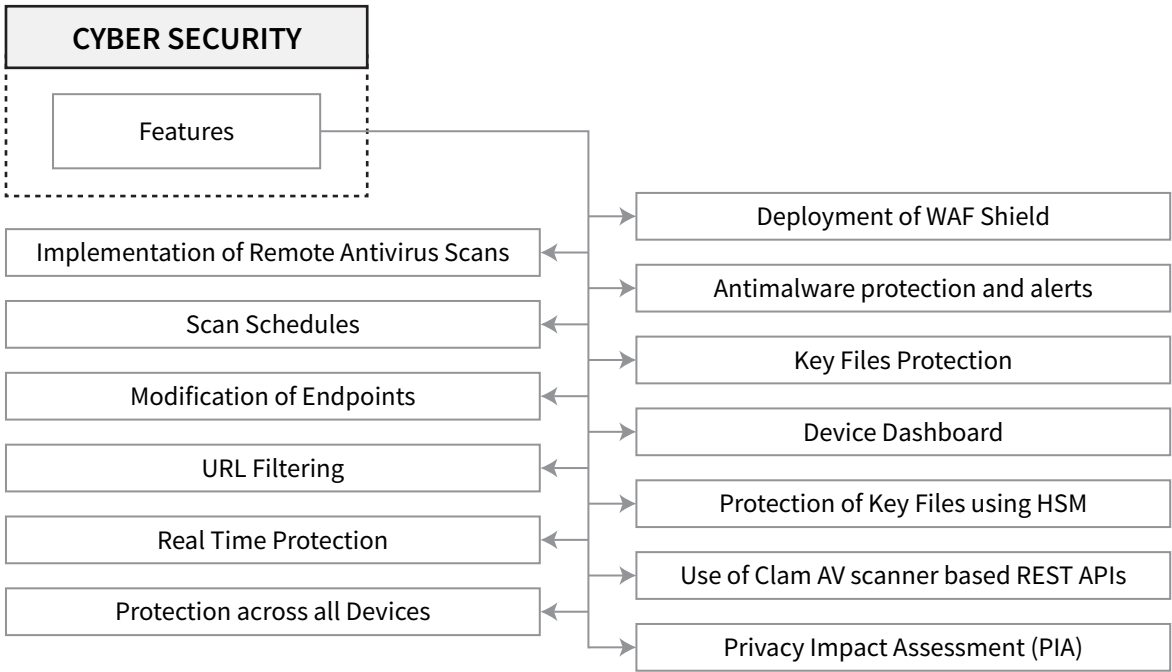 CYBER SECURITY
Features
Implementation of Remote Antivirus Scans
Scan Schedules
Modification of Endpoints
URL Filtering
Real Time Protection
Protection across all Devices
Deployment of WAF Shield
Antimalware protection and alerts
Key Files Protection
Device Dashboard
Protection of Key Files using HSM
Use of Clam AV scanner based REST APIs
Privacy Impact Assessment (PIA)